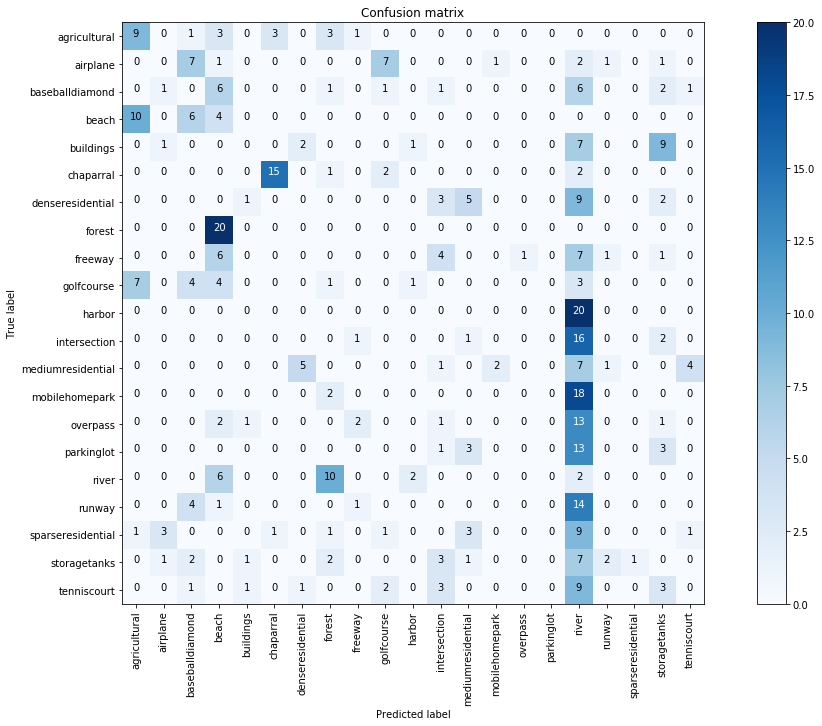 Confusion matrix
True label
agricultural 9 0 1 3 0 3 0 3 1 0 0 0 0 0 0 0 0 0 0 0 0
airplane 0 0 7 1 0 0 0 0 0 7 0 0 0 1 0 0 2 1 0 1 0
baseballdiamond 0 1 0 6 0 0 0 1 0 1 0 1 0 0 0 0 6 0 0 2 1
beach 10 0 6 4 0 0 0 0 0 0 0 0 0 0 0 0 0 0 0 0 0
buildings 0 1 0 0 0 0 2 0 0 0 1 0 0 0 0 0 7 0 0 9 0
chaparral 0 0 0 0 0 15 0 1 0 2 0 0 0 0 0 0 2 0 0 0 0
denseresidential 0 0 0 0 1 0 0 0 0 0 0 3 5 0 0 0 9 0 0 2 0
forest 0 0 0 20 0 0 0 0 0 0 0 0 0 0 0 0 0 0 0 0 0
freeway 0 0 0 6 0 0 0 0 0 0 0 4 0 0 1 0 7 1 0 1 0
golfcourse 7 0 4 4 0 0 0 1 0 0 1 0 0 0 0 0 3 0 0 0 0
harbor 0 0 0 0 0 0 0 0 0 0 0 0 0 0 0 0 20 0 0 0 0
intersection 0 0 0 0 0 0 0 0 1 0 0 0 1 0 0 0 16 0 0 2 0
mediumresidential 0 0 0 0 0 0 5 0 0 0 0 1 0 2 0 0 7 1 0 0 4
mobilehomepark 0 0 0 0 0 0 0 2 0 0 0 0 0 0 0 0 18 0 0 0 0
overpass 0 0 0 2 1 0 0 0 2 0 0 1 0 0 0 0 13 0 0 1 0
parkinglot 0 0 0 0 0 0 0 0 0 0 0 1 3 0 0 0 13 0 0 3 0
river 0 0 0 6 0 0 0 10 0 0 2 0 0 0 0 0 2 0 0 0 0
runway 0 0 4 1 0 0 0 0 1 0 0 0 0 0 0 0 14 0 0 0 0
sparseresidential 1 3 0 0 0 1 0 1 0 1 0 0 3 0 0 0 9 0 0 0 1
storagetanks 0 1 2 0 1 0 0 2 0 0 0 3 1 0 0 0 7 2 1 0 0
tenniscourt 0 0 1 0 1 0 1 0 0 2 0 3 0 0 0 0 9 0 0 3 0
agricultural
airplane
baseballdiamond
beach
buildings
chaparral
denseresidential
forest
freeway
golfcourse
harbor
intersection
mediumresidential
mobilehomepark
overpass
parkinglot
river
runway
sparseresidential
storagetanks
tenniscourt
Predicted label
20.0
17.5
15.0
12.5
10.0
7.5
5.0
2.5
0.0